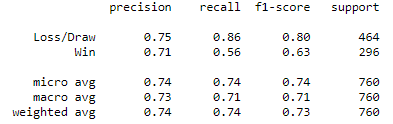 precision recall f1-score support
Loss/Draw 0.75 0.86 0.80 464
Win 0.71 0.56 0.63 296
micro avg 0.74 0.74 0.74 760
macro avg 0.73 0.71 0.71 760
weighted avg 0.74 0.74 0.73 760